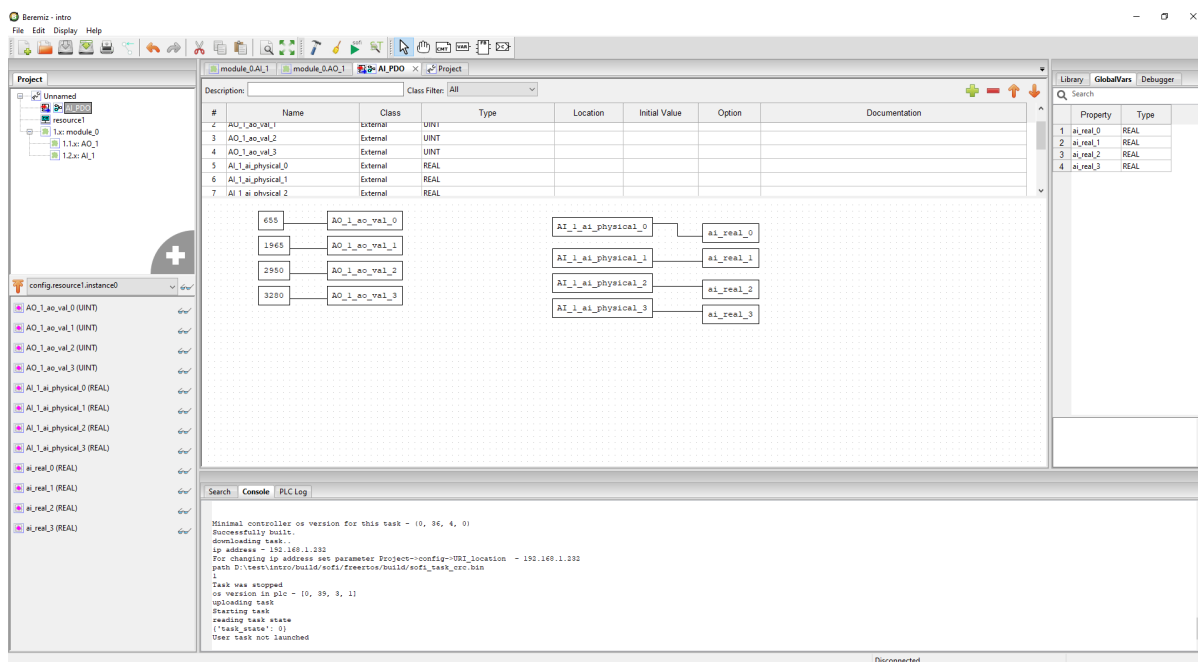 Beremiz - intro
File Edit Display Help
Project
Unnamed
AI_PDO
resource1
1.x: module_0
1.1.x: AO_1
1.2.x: AI_1
config.resource1.instance0
AO_1_ao_val_0 (UINT)
AO_1_ao_val_1 (UINT)
AO_1_ao_val_2 (UINT)
AO_1_ao_val_3 (UINT)
AI_1_ai_physical_0 (REAL)
AI_1_ai_physical_1 (REAL)
AI_1_ai_physical_2 (REAL)
AI_1_ai_physical_3 (REAL)
ai_real_0 (REAL)
ai_real_1 (REAL)
ai_real_2 (REAL)
ai_real_3 (REAL)
module_0.AI_1 module_0.AO_1 AI_PDO Project
Description: Class Filter: All
# Name Class Type Location Initial Value Option Documentation
2 AO_1_ao_val_1 External UINT
3 AO_1_ao_val_2 External UINT
4 AO_1_ao_val_3 External UINT
5 AI_1_ai_physical_0 External REAL
6 AI_1_ai_physical_1 External REAL
7 AI_1_ai_physical_2 External REAL
655 AO_1_ao_val_0 AI_1_ai_physical_0 ai_real_0
1965 AO_1_ao_val_1 AI_1_ai_physical_1 ai_real_1
2950 AO_1_ao_val_2 AI_1_ai_physical_2 ai_real_2
3280 AO_1_ao_val_3 AI_1_ai_physical_3 ai_real_3
Search Console PLC Log
Minimal controller os version for this task - (0, 36, 4, 0)
Successfully built.
downloading task..
ip address - 192.168.1.232
For changing ip address set parameter Project->config->URI_location - 192.168.1.232
path D:\test\intro/build/sofi/freertos/build/sofi_task_crc.bin
1
Task was stopped
os version in plc - [0, 39, 3, 1]
uploading task
Starting task
reading task state
{'task_state': 0}
User task not launched
Library GlobalVars Debugger
Search
Property Type
1 ai_real_0 REAL
2 ai_real_1 REAL
3 ai_real_2 REAL
4 ai_real_3 REAL
Disconnected